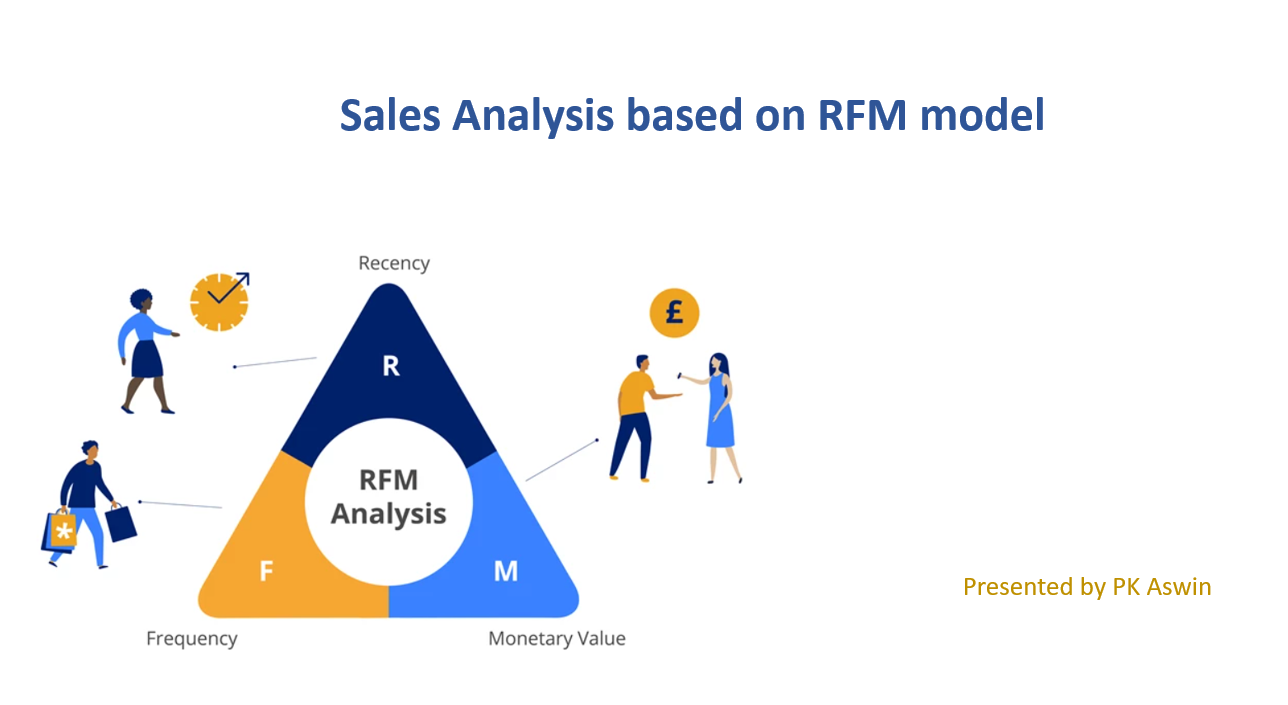 Sales Analysis based on RFM model
Recency
£
R
RFM
Analysis
F
M
Frequency
Monetary Value
Presented by PK Aswin